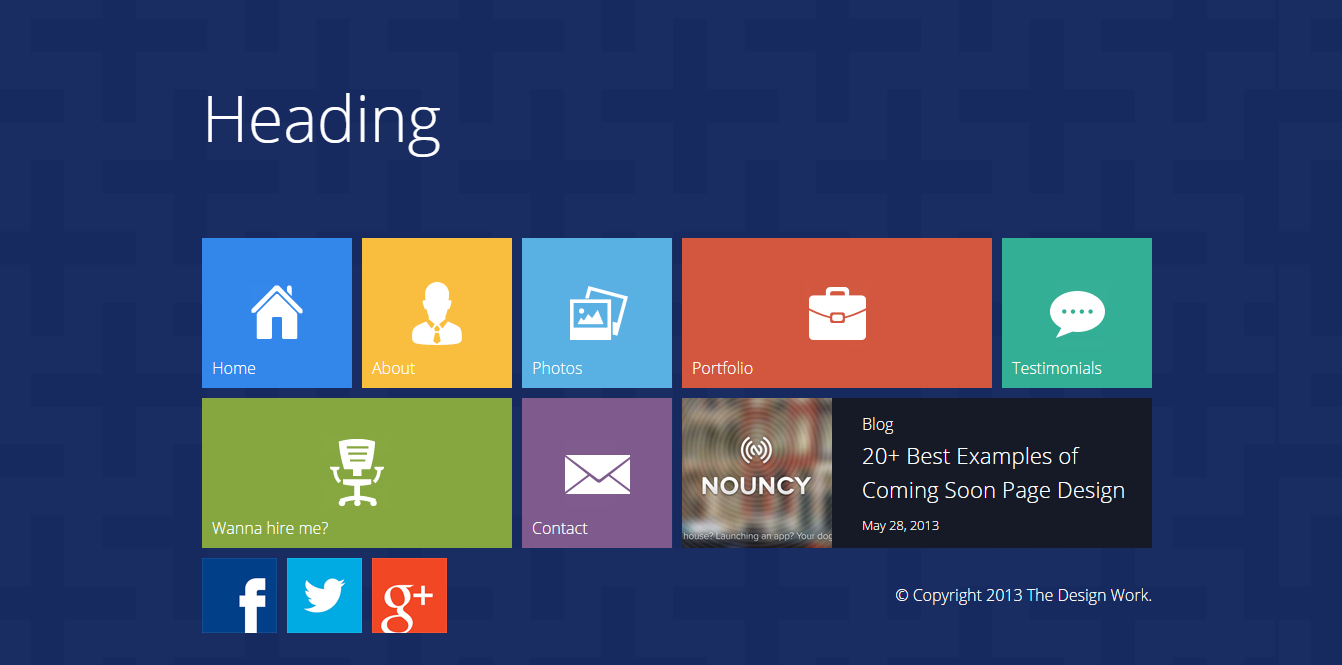 Heading
Home
About
Photos
Portfolio
Testimonials
Wanna hire me?
Contact
NOUNCY
house? Launching an app? Your dog
Blog
20+ Best Examples of
Coming Soon Page Design
May 28, 2013
f
g+
© Copyright 2013 The Design Work.